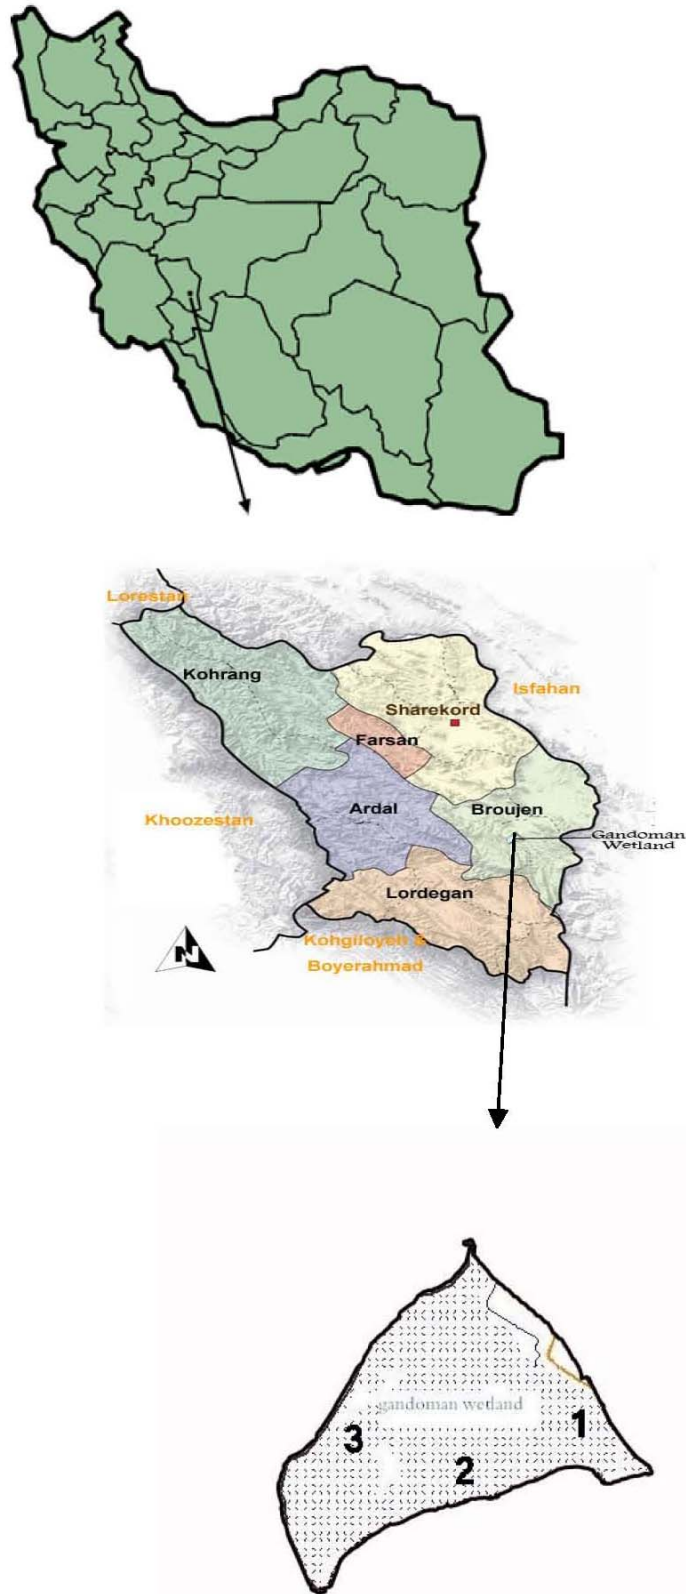 Lorestan
Kohrang
Isfahan
Sharekord
Farsan
Ardal
Broujen
Khoozestan
Gandoman
Wetland
Lordegan
Kohgiloyeh &
Boyerahmad
N
gandoman wetland
1
3
2